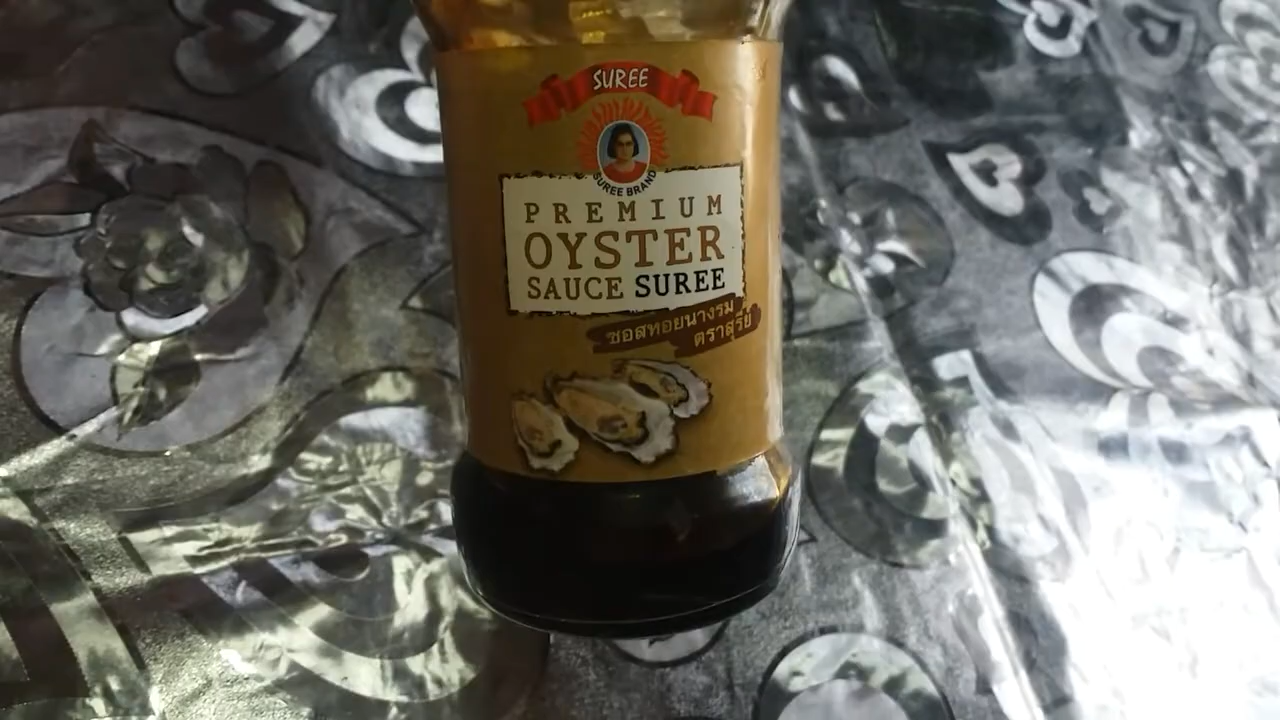 SUREE
SUREE BRAND
PREMIUM
OYSTER
SAUCE SUREE
ซอสหอยนางรม
ตราสุรีย์